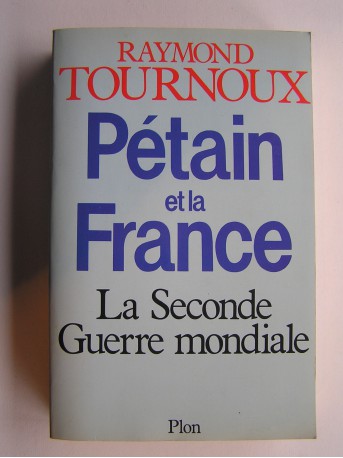 RAYMOND
TOURNOUX
Pétain
et la
France
La Seconde
Guerre mondiale
Plon